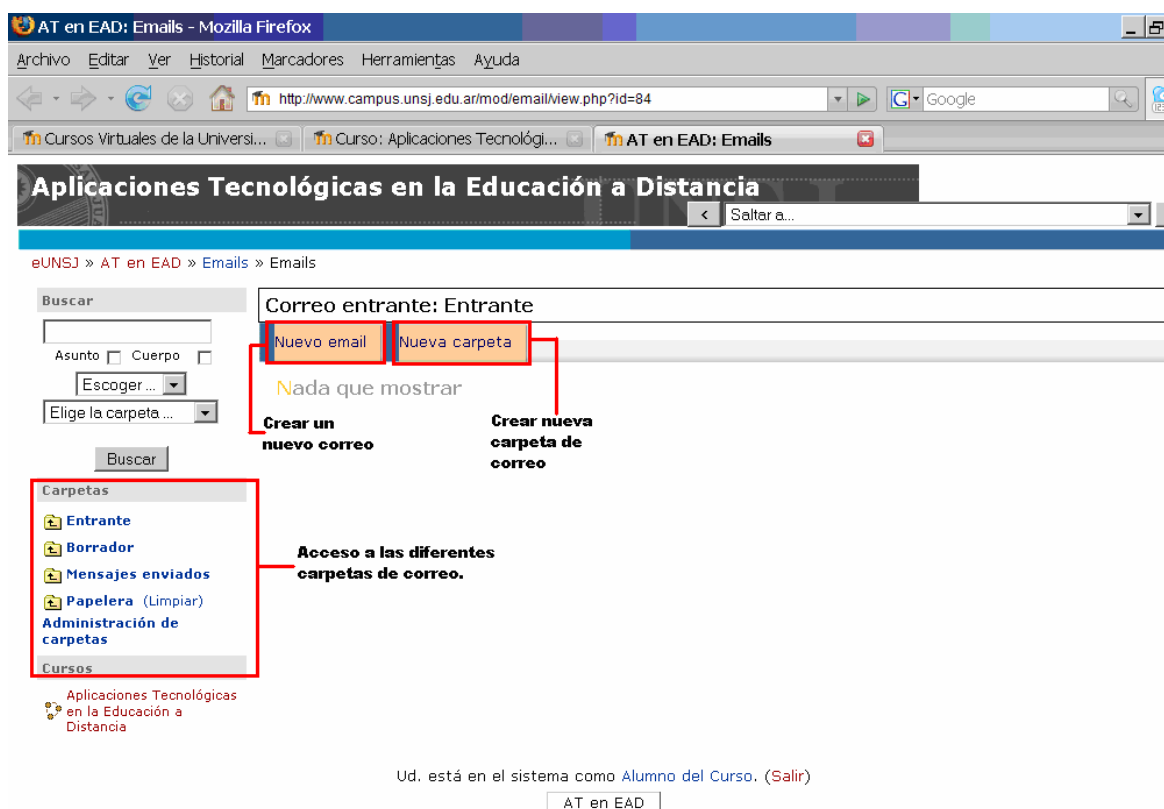 AT en EAD: Emails - Mozilla Firefox
Archivo Editar Ver Historial Marcadores Herramientas Ayuda
http://www.campus.unsj.edu.ar/mod/email/view.php?id=84
G Google
Cursos Virtuales de la Universi... Curso: Aplicaciones Tecnológi... AT en EAD: Emails
Aplicaciones Tecnológicas en la Educación a Distancia
< Saltar a...
eUNSJ » AT en EAD » Emails » Emails
Buscar
Correo entrante: Entrante
Nuevo email Nueva carpeta
Asunto Cuerpo
Escoger ...
Nada que mostrar
Elige la carpeta ...
Crear un
nuevo correo
Crear nueva
carpeta de
correo
Buscar
Carpetas
Entrante
Borrador
Mensajes enviados
Papelera (Limpiar)
Administración de
carpetas
Acceso a las diferentes
carpetas de correo.
Cursos
Aplicaciones Tecnológicas
en la Educación a
Distancia
Ud. está en el sistema como Alumno del Curso. (Salir)
AT en EAD